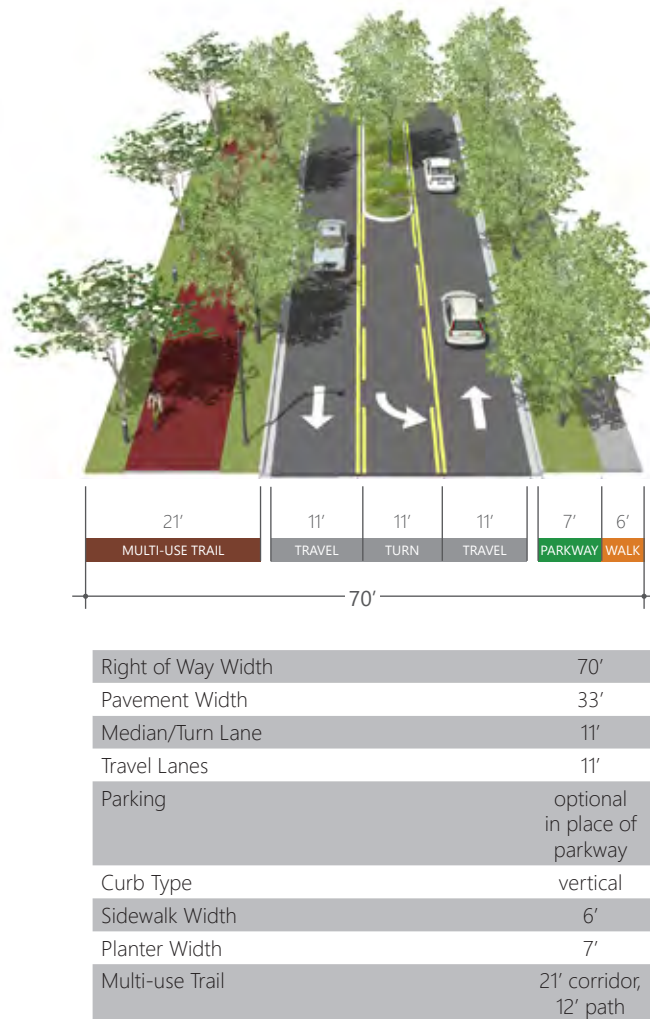 21′ 11′ 11′ 11′ 7′ 6′
MULTI-USE TRAIL TRAVEL TURN TRAVEL PARKWAY WALK
70′
Right of Way Width 70′
Pavement Width 33′
Median/Turn Lane 11′
Travel Lanes 11′
Parking optional
in place of
parkway
Curb Type vertical
Sidewalk Width 6′
Planter Width 7′
Multi-use Trail 21′ corridor,
12′ path